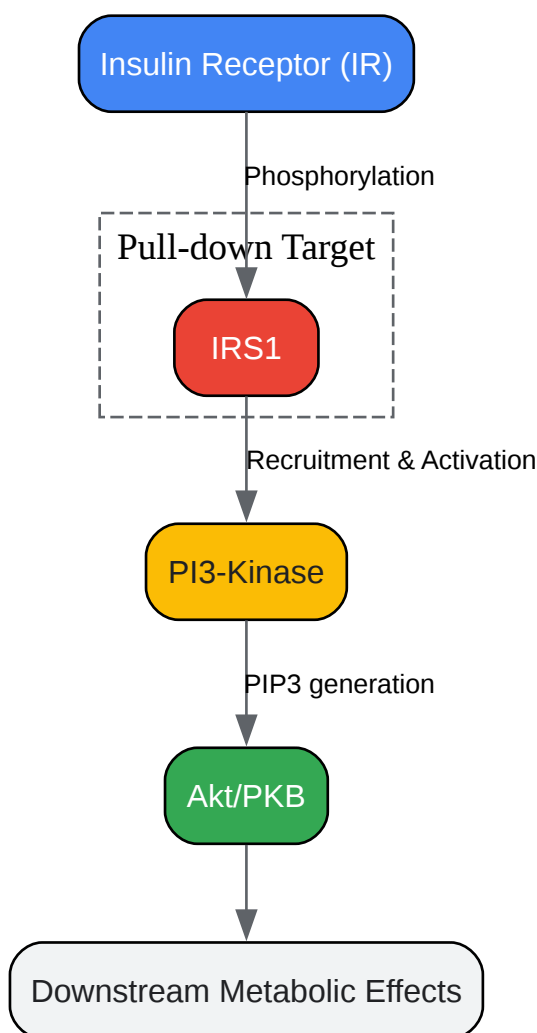 Insulin Receptor (IR)
Phosphorylation
Pull-down Target
IRS1
Recruitment & Activation
PI3-Kinase
PIP3 generation
Akt/PKB
Downstream Metabolic Effects